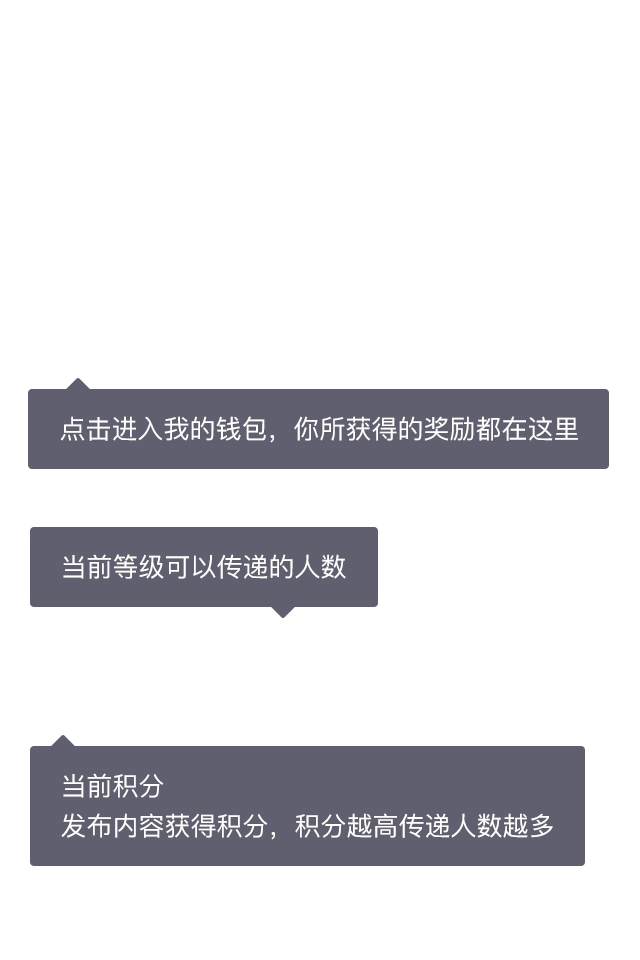 点击进入我的钱包，你所获得的奖励都在这里
当前等级可以传递的人数
当前积分
发布内容获得积分，积分越高传递人数越多